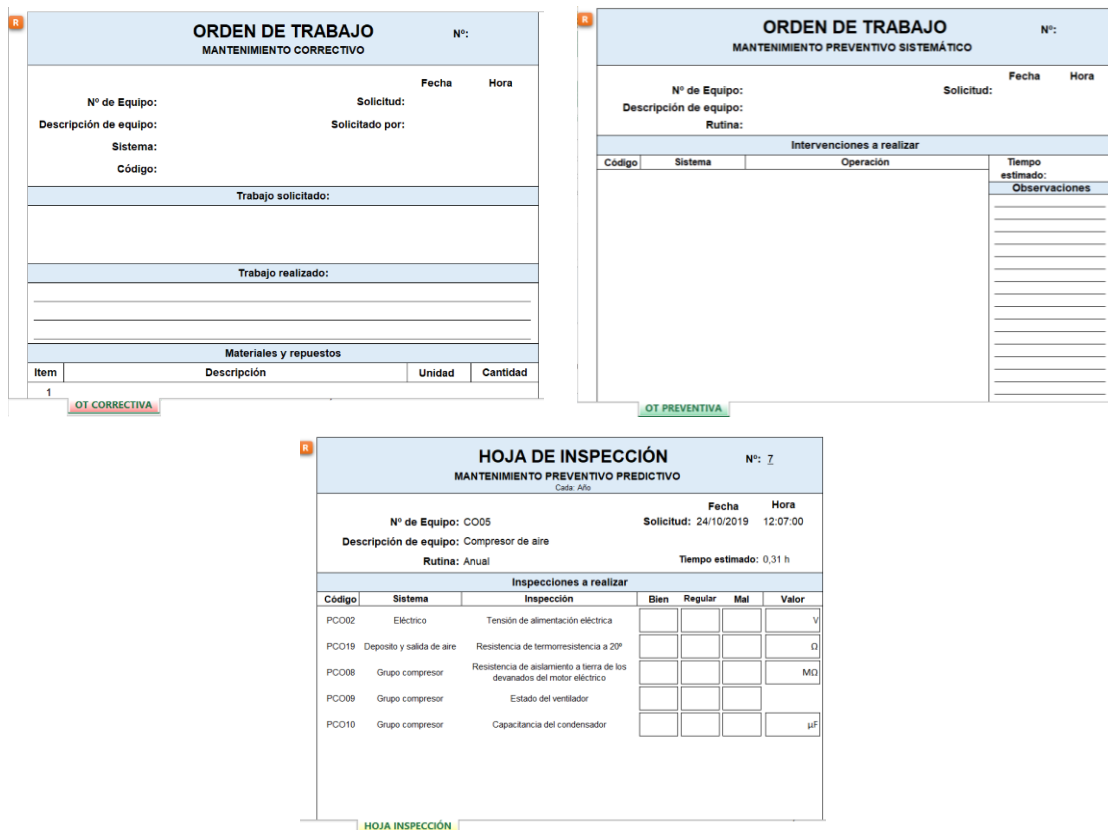 R
ORDEN DE TRABAJO Nº:
MANTENIMIENTO CORRECTIVO
Fecha Hora
Nº de Equipo: Solicitud:
Descripción de equipo: Solicitado por:
Sistema:
Código:
Trabajo solicitado:
Trabajo realizado:
Materiales y repuestos
Item Descripción Unidad Cantidad
1
OT CORRECTIVA
R
ORDEN DE TRABAJO Nº:
MANTENIMIENTO PREVENTIVO SISTEMÁTICO
Fecha Hora
Nº de Equipo: Solicitud:
Descripción de equipo:
Rutina:
Intervenciones a realizar
Código Sistema Operación Tiempo
estimado:
Observaciones
OT PREVENTIVA
R
HOJA DE INSPECCIÓN Nº: 7
MANTENIMIENTO PREVENTIVO PREDICTIVO
Cada: Año
Fecha Hora
Nº de Equipo: CO05 Solicitud: 24/10/2019 12:07:00
Descripción de equipo: Compresor de aire
Rutina: Anual Tiempo estimado: 0,31 h
Inspecciones a realizar
Código Sistema Inspección Bien Regular Mal Valor
PCO02 Eléctrico Tensión de alimentación eléctrica V
PCO19 Deposito y salida de aire Resistencia de termorresistencia a 20º Ω
PCO08 Grupo compresor Resistencia de aislamiento a tierra de los
devanados del motor eléctrico MΩ
PCO09 Grupo compresor Estado del ventilador
PCO10 Grupo compresor Capacitancia del condensador µF
HOJA INSPECCIÓN